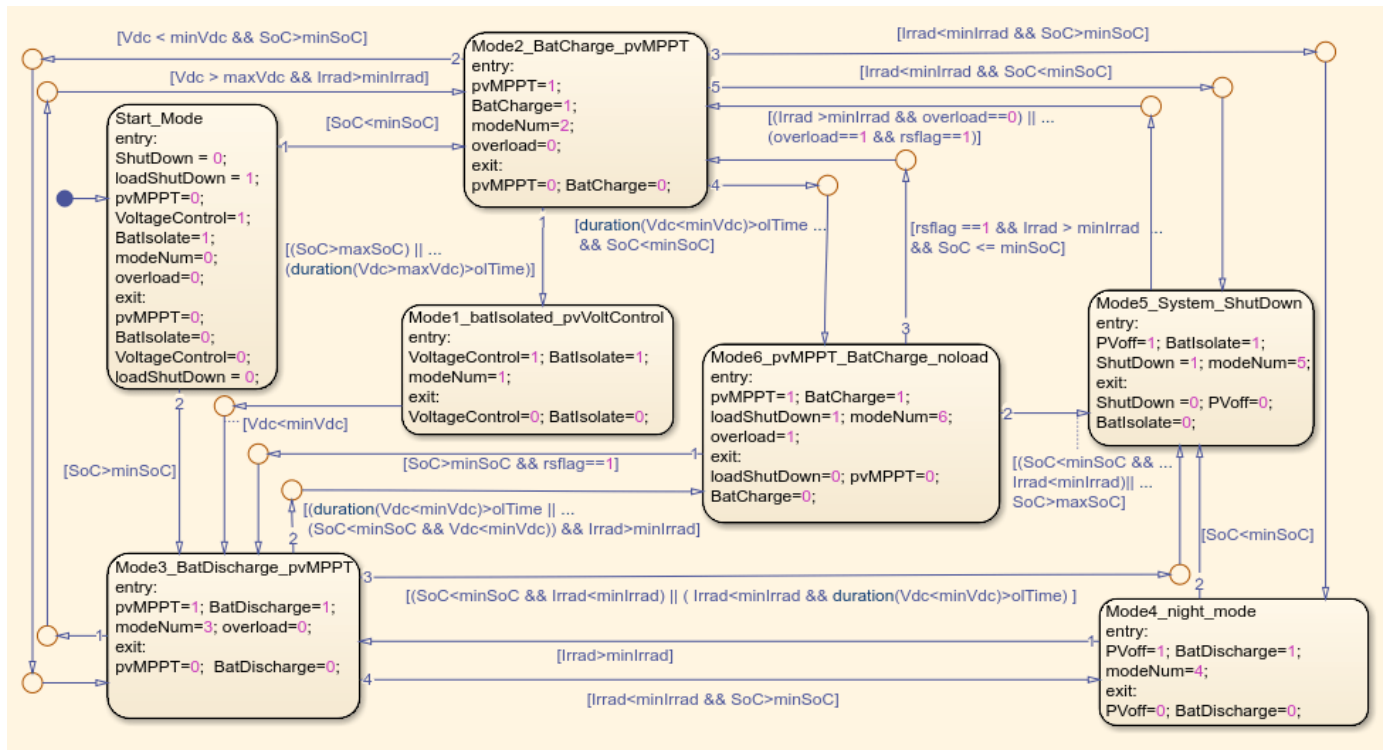 [Vdc < minVdc && SoC>minSoC]
2
[Vdc > maxVdc && Irrad>minIrrad]
Start_Mode
entry:
ShutDown = 0;
loadShutDown = 1;
pvMPPT=0;
VoltageControl=1;
BatIsolate=1;
modeNum=0;
overload=0;
exit:
pvMPPT=0;
BatIsolate=0;
VoltageControl=0;
loadShutDown = 0;
[SoC<minSoC]
1
2
[SoC>minSoC]
Mode2_BatCharge_pvMPPT
entry:
pvMPPT=1;
BatCharge=1;
modeNum=2;
overload=0;
exit:
pvMPPT=0; BatCharge=0;
3
[Irrad<minIrrad && SoC>minSoC]
5
[Irrad<minIrrad && SoC<minSoC]
[(Irrad >minIrrad && overload==0) || ...
(overload==1 && rsflag==1)]
1
4
[duration(Vdc<minVdc)>olTime ...
&& SoC<minSoC]
[rsflag ==1 && Irrad > minIrrad ...
&& SoC <= minSoC]
1
[(SoC>maxSoC) || ...
(duration(Vdc>maxVdc)>olTime)]
Mode1_batIsolated_pvVoltControl
entry:
VoltageControl=1; BatIsolate=1;
modeNum=1;
exit:
VoltageControl=0; BatIsolate=0;
[Vdc<minVdc]
3
Mode6_pvMPPT_BatCharge_noload
entry:
pvMPPT=1; BatCharge=1;
loadShutDown=1; modeNum=6;
overload=1;
exit:
loadShutDown=0; pvMPPT=0;
BatCharge=0;
Mode5_System_ShutDown
entry:
PVoff=1; BatIsolate=1;
ShutDown =1; modeNum=5;
exit:
ShutDown =0; PVoff=0;
BatIsolate=0;
2
[(SoC<minSoC && ...
Irrad<minIrrad)|| ...
SoC>maxSoC]
1
[SoC>minSoC && rsflag==1]
2
[(duration(Vdc<minVdc)>olTime || ...
(SoC<minSoC && Vdc<minVdc)) && Irrad>minIrrad]
[SoC<minSoC]
2
Mode3_BatDischarge_pvMPPT
entry:
pvMPPT=1; BatDischarge=1;
modeNum=3; overload=0;
exit:
pvMPPT=0; BatDischarge=0;
1
3
[(SoC<minSoC && Irrad<minIrrad) || ( Irrad<minIrrad && duration(Vdc<minVdc)>olTime) ]
1
[Irrad>minIrrad]
4
[Irrad<minIrrad && SoC>minSoC]
Mode4_night_mode
entry:
PVoff=1; BatDischarge=1;
modeNum=4;
exit:
PVoff=0; BatDischarge=0;